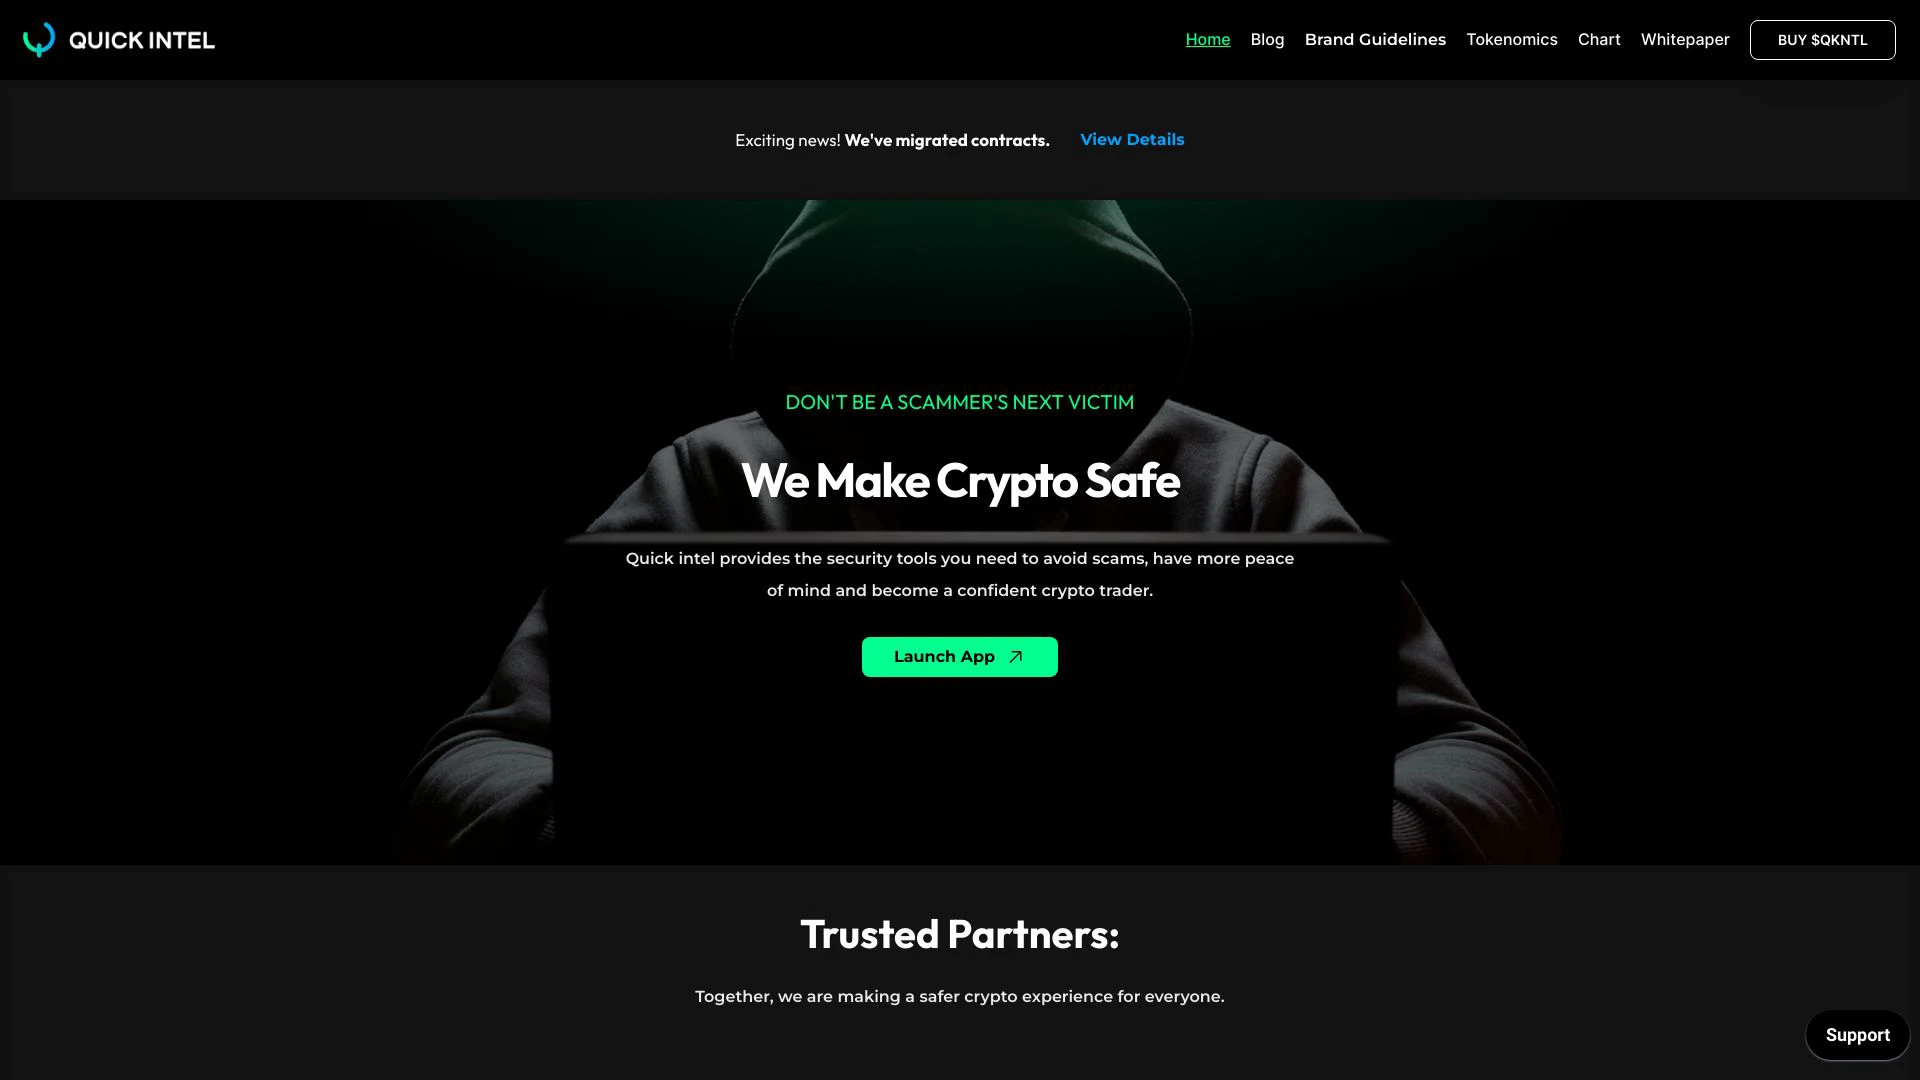 QUICK INTEL
Home
Blog
Brand Guidelines
Tokenomics
Chart
Whitepaper
BUY $QKNTL
Exciting news! We've migrated contracts.
View Details
DON'T BE A SCAMMER'S NEXT VICTIM
We Make Crypto Safe
Quick intel provides the security tools you need to avoid scams, have more peace
of mind and become a confident crypto trader.
Launch App
Trusted Partners:
Together, we are making a safer crypto experience for everyone.
Support